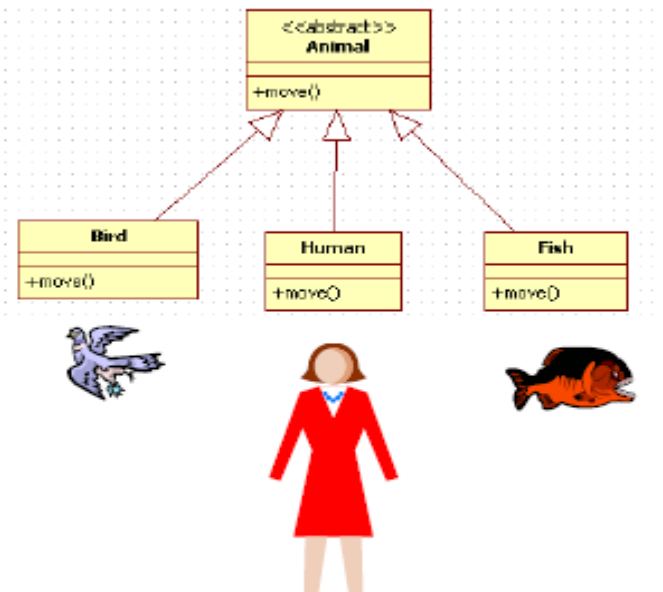 <<abstract>>
Animal
+move()
Bird
+move()
Human
+move()
Fish
+move()